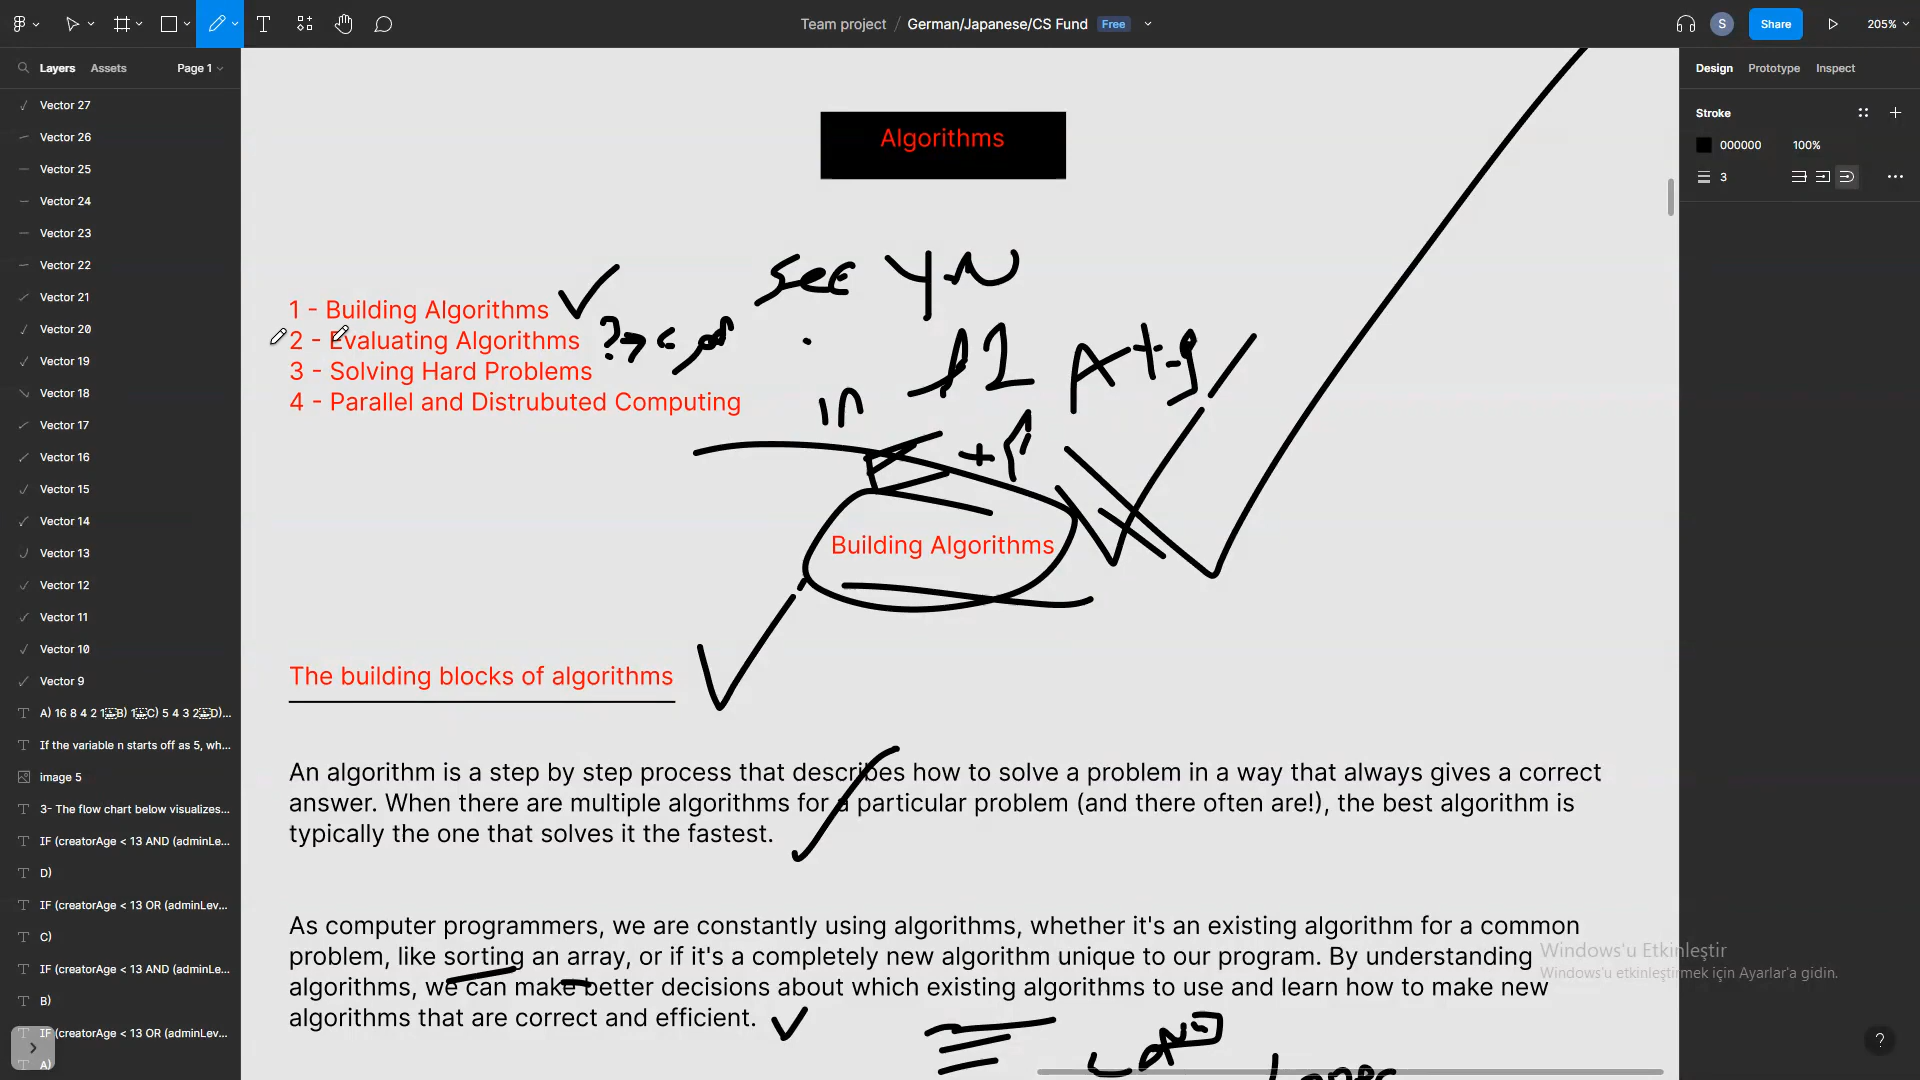 Team project / German/Japanese/CS Fund Free
S Share 205%
Layers Assets Page 1
Design Prototype Inspect
Vector 27
Vector 26
Vector 25
Vector 24
Vector 23
Vector 22
Vector 21
Vector 20
Vector 19
Vector 18
Vector 17
Vector 16
Vector 15
Vector 14
Vector 13
Vector 12
Vector 11
Vector 10
Vector 9
If the variable n starts off as 5, wh...
image 5
3- The flow chart below visualizes...
IF (creatorAge < 13 AND (adminLe...
D)
IF (creatorAge < 13 OR (adminLev...
C)
IF (creatorAge < 13 AND (adminLe...
B)
IF (creatorAge < 13 OR (adminLev...
A)
Stroke
000000 100%
3
Algorithms
see
1 - Building Algorithms
2 - Evaluating Algorithms
3 - Solving Hard Problems
4 - Parallel and Distrubuted Computing
in
Building Algorithms
The building blocks of algorithms
An algorithm is a step by step process that describes how to solve a problem in a way that always gives a correct
answer. When there are multiple algorithms for a particular problem (and there often are!), the best algorithm is
typically the one that solves it the fastest.
As computer programmers, we are constantly using algorithms, whether it's an existing algorithm for a common
problem, like sorting an array, or if it's a completely new algorithm unique to our program. By understanding
algorithms, we can make better decisions about which existing algorithms to use and learn how to make new
algorithms that are correct and efficient.
Windows'u Etkinleştir
Windows'u etkinleştirmek için Ayarlar'a gidin.
?